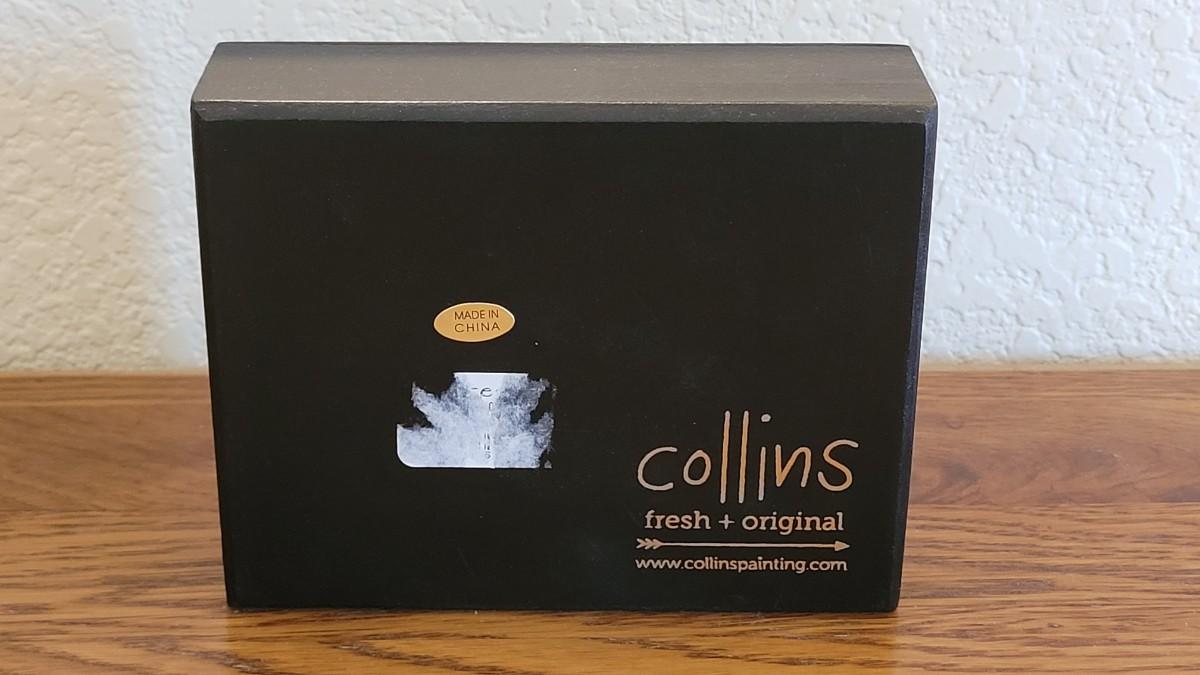 MADE IN
CHINA
collins
fresh + original
www.collinspainting.com